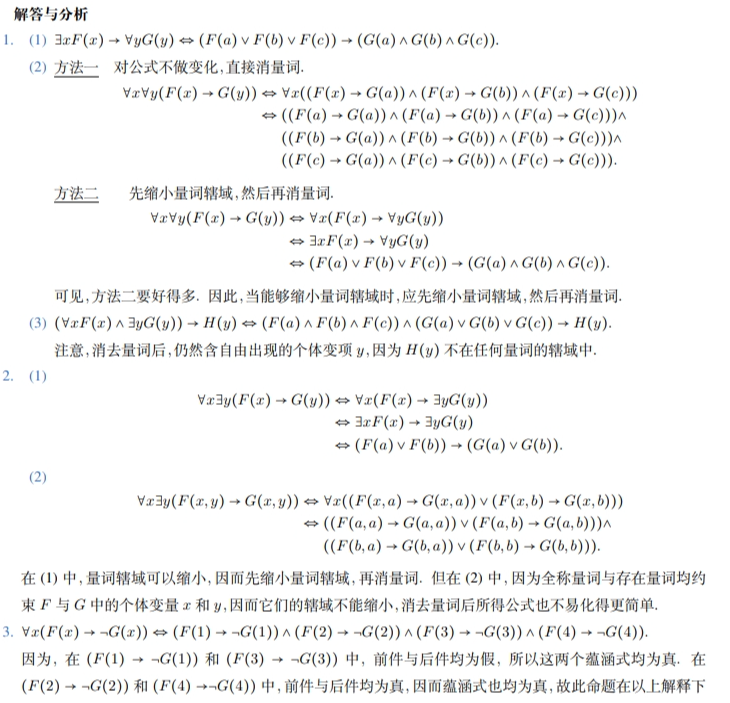 解答与分析
1. (1) ∃xF(x) → ∀yG(y) ⇔ (F(a) ∨ F(b) ∨ F(c)) → (G(a) ∧ G(b) ∧ G(c)).
(2) 方法一 对公式不做变化,直接消量词.
∀x∀y(F(x) → G(y)) ⇔ ∀x((F(x) → G(a)) ∧ (F(x) → G(b)) ∧ (F(x) → G(c)))
⇔ ((F(a) → G(a)) ∧ (F(a) → G(b)) ∧ (F(a) → G(c)))∧
((F(b) → G(a)) ∧ (F(b) → G(b)) ∧ (F(b) → G(c)))∧
((F(c) → G(a)) ∧ (F(c) → G(b)) ∧ (F(c) → G(c))).
方法二 先缩小量词辖域,然后再消量词.
∀x∀y(F(x) → G(y)) ⇔ ∀x(F(x) → ∀yG(y))
⇔ ∃xF(x) → ∀yG(y)
⇔ (F(a) ∨ F(b) ∨ F(c)) → (G(a) ∧ G(b) ∧ G(c)).
可见,方法二要好得多. 因此,当能够缩小量词辖域时,应先缩小量词辖域,然后再消量词.
(3) (∀xF(x) ∧ ∃yG(y)) → H(y) ⇔ (F(a) ∧ F(b) ∧ F(c)) ∧ (G(a) ∨ G(b) ∨ G(c)) → H(y).
注意,消去量词后,仍然含自由出现的个体变项 y,因为 H(y) 不在任何量词的辖域中.
2. (1)
∀x∃y(F(x) → G(y)) ⇔ ∀x(F(x) → ∃yG(y))
⇔ ∃xF(x) → ∃yG(y)
⇔ (F(a) ∨ F(b)) → (G(a) ∨ G(b)).
(2)
∀x∃y(F(x,y) → G(x,y)) ⇔ ∀x((F(x,a) → G(x,a)) ∨ (F(x,b) → G(x,b)))
⇔ ((F(a,a) → G(a,a)) ∨ (F(a,b) → G(a,b)))∧
((F(b,a) → G(b,a)) ∨ (F(b,b) → G(b,b))).
在 (1) 中,量词辖域可以缩小,因而先缩小量词辖域,再消量词. 但在 (2) 中,因为全称量词与存在量词均约
束 F 与 G 中的个体变量 x 和 y,因而它们的辖域不能缩小,消去量词后所得公式也不易化得更简单.
3. ∀x(F(x) → ¬G(x)) ⇔ (F(1) → ¬G(1)) ∧ (F(2) → ¬G(2)) ∧ (F(3) → ¬G(3)) ∧ (F(4) → ¬G(4)).
因为, 在 (F(1) → ¬G(1)) 和 (F(3) → ¬G(3)) 中, 前件与后件均为假, 所以这两个蕴涵式均为真. 在
(F(2) → ¬G(2)) 和 (F(4) →¬G(4)) 中,前件与后件均为真,因而蕴涵式也均为真,故此命题在以上解释下